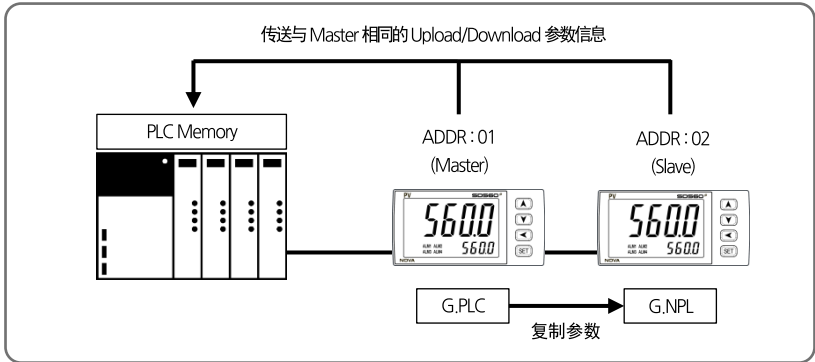 传送与 Master 相同的 Upload/Download 参数信息
PLC Memory
ADDR : 01
(Master)
ADDR : 02
(Slave)
PV
SDS60
560.0
ALM1 ALM2
ALM3 ALM4
560.0
SET
NOVA
PV
SDS60
560.0
ALM1 ALM2
ALM3 ALM4
560.0
SET
NOVA
G.PLC
G.NPL
复制参数